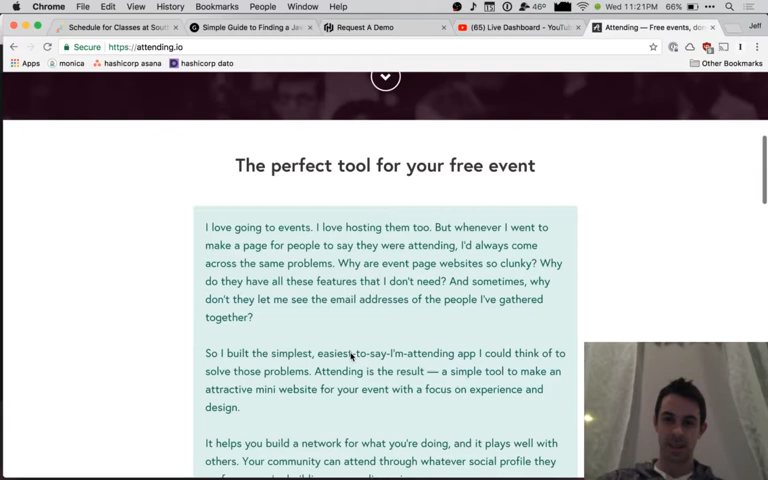 Chrome File Edit View History Bookmarks People Window Help 46° Wed 11:21PM 66%
Schedule for Classes at Sout
Simple Guide to Finding a Ja
Request A Demo
(65) Live Dashboard - YouTu
Attending — Free events, do
Jeff
Secure https://attending.io
Apps monica hashicorp asana hashicorp dato Other Bookmarks
The perfect tool for your free event
I love going to events. I love hosting them too. But whenever I went to
make a page for people to say they were attending, I'd always come
across the same problems. Why are event page websites so clunky? Why
do they have all these features that I don't need? And sometimes, why
don't they let me see the email addresses of the people I've gathered
together?
So I built the simplest, easiest-to-say-I'm-attending app I could think of to
solve those problems. Attending is the result — a simple tool to make an
attractive mini website for your event with a focus on experience and
design.
It helps you build a network for what you're doing, and it plays well with
others. Your community can attend through whatever social profile they